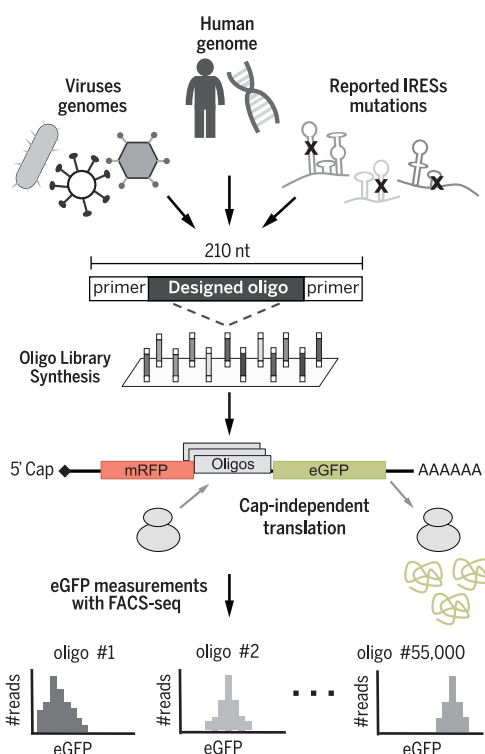 Human
genome
Viruses
genomes
Reported IRESs
mutations
210 nt
primer Designed oligo primer
Oligo Library
Synthesis
5' Cap mRFP Oligos eGFP AAAAAA
Cap-independent
translation
eGFP measurements
with FACS-seq
oligo #1 oligo #2 oligo #55,000
#reads #reads ... #reads
eGFP eGFP eGFP